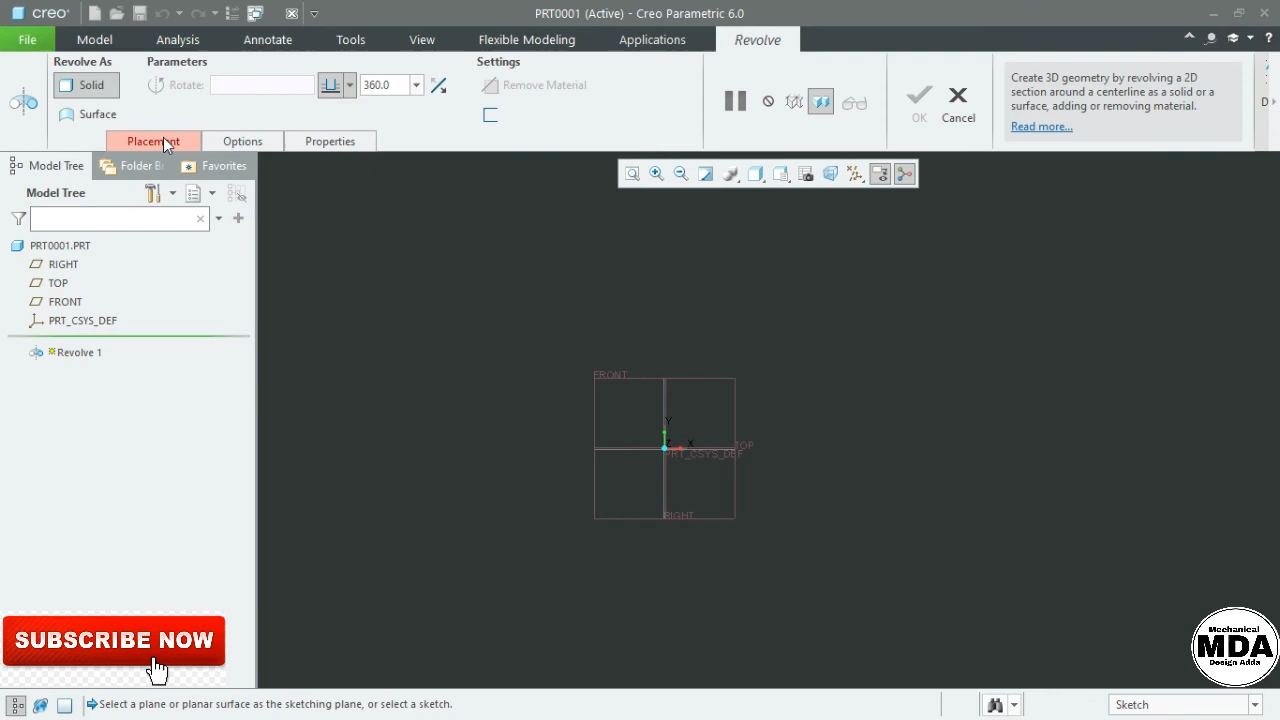 creo
PRT0001 (Active) - Creo Parametric 6.0
File
Model
Analysis
Annotate
Tools
View
Flexible Modeling
Applications
Revolve
Revolve As
Solid
Surface
Parameters
Rotate:
360.0
Settings
Remove Material
OK
Cancel
Create 3D geometry by revolving a 2D
section around a centerline as a solid or a
surface, adding or removing material.
Read more...
D
Placement
Options
Properties
Model Tree
Folder B
Favorites
Model Tree
PRT0001.PRT
RIGHT
TOP
FRONT
PRT_CSYS_DEF
Revolve 1
FRONT
Y
Z
X
TOP
PRT_CSYS_DEF
RIGHT
SUBSCRIBE NOW
Mechanical
MDA
Design Adda
Select a plane or planar surface as the sketching plane, or select a sketch.
Sketch